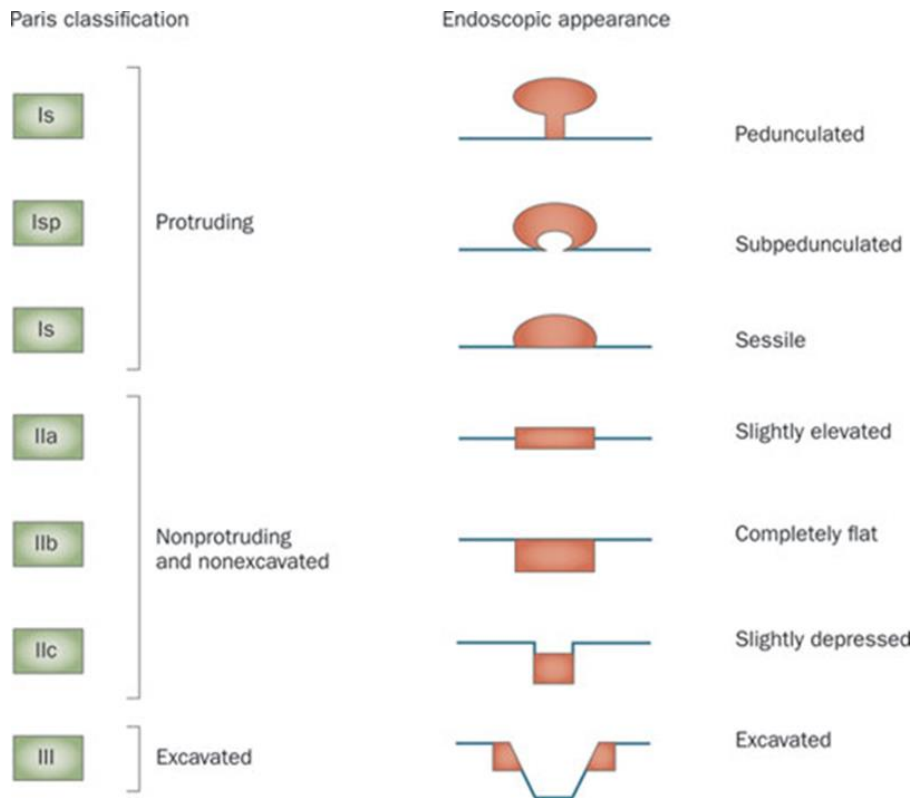 Paris classification
Endoscopic appearance
Is
Pedunculated
Isp
Protruding
Subpedunculated
Is
Sessile
IIa
Slightly elevated
IIb
Nonprotruding
and nonexcavated
Completely flat
IIc
Slightly depressed
III
Excavated
Excavated